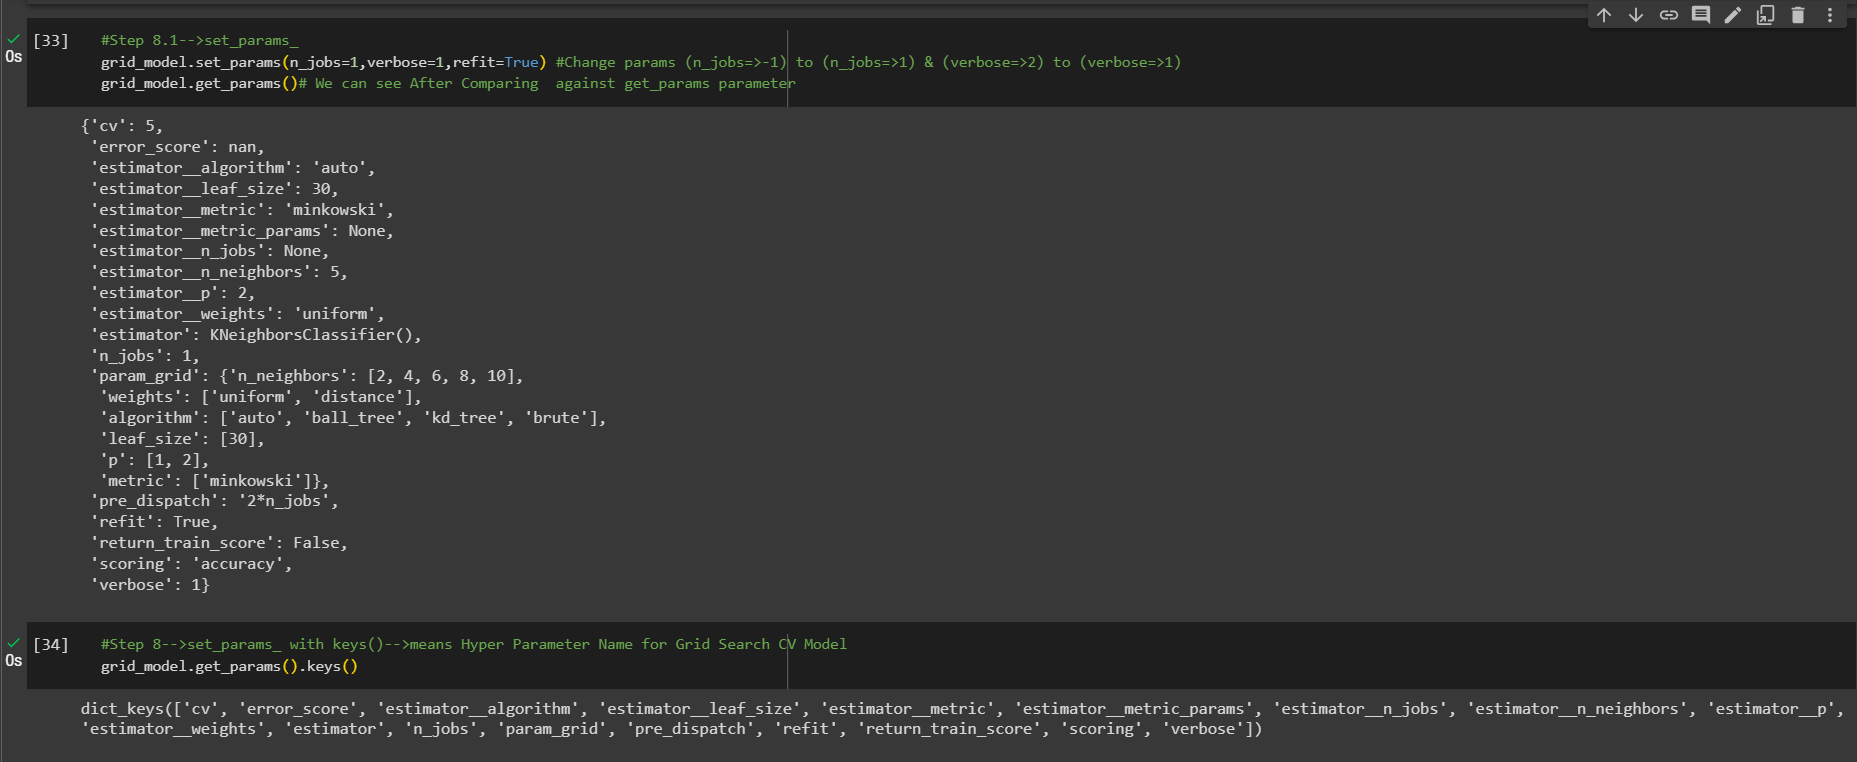 [33] #Step 8.1-->set_params_
0s grid_model.set_params(n_jobs=1,verbose=1,refit=True) #Change params (n_jobs=>-1) to (n_jobs=>1) & (verbose=>2) to (verbose=>1)
grid_model.get_params()# We can see After Comparing  against get_params parameter
{'cv': 5,
 'error_score': nan,
 'estimator__algorithm': 'auto',
 'estimator__leaf_size': 30,
 'estimator__metric': 'minkowski',
 'estimator__metric_params': None,
 'estimator__n_jobs': None,
 'estimator__n_neighbors': 5,
 'estimator__p': 2,
 'estimator__weights': 'uniform',
 'estimator': KNeighborsClassifier(),
 'n_jobs': 1,
 'param_grid': {'n_neighbors': [2, 4, 6, 8, 10],
  'weights': ['uniform', 'distance'],
  'algorithm': ['auto', 'ball_tree', 'kd_tree', 'brute'],
  'leaf_size': [30],
  'p': [1, 2],
  'metric': ['minkowski']},
 'pre_dispatch': '2*n_jobs',
 'refit': True,
 'return_train_score': False,
 'scoring': 'accuracy',
 'verbose': 1}
[34] #Step 8-->set_params_ with keys()-->means Hyper Parameter Name for Grid Search CV Model
0s grid_model.get_params().keys()
dict_keys(['cv', 'error_score', 'estimator__algorithm', 'estimator__leaf_size', 'estimator__metric', 'estimator__metric_params', 'estimator__n_jobs', 'estimator__n_neighbors', 'estimator__p',
'estimator__weights', 'estimator', 'n_jobs', 'param_grid', 'pre_dispatch', 'refit', 'return_train_score', 'scoring', 'verbose'])